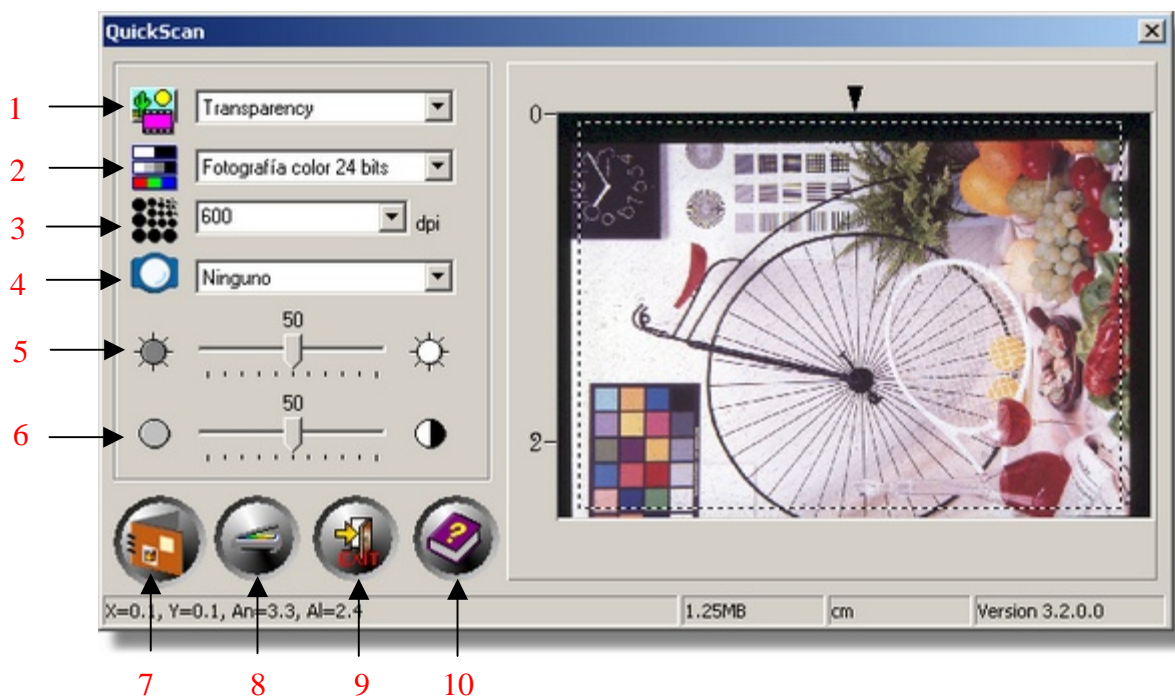 QuickScan
1
Transparency
2
Fotografía color 24 bits
3
600
dpi
4
Ninguno
50
5
50
6
0
2
EXIT
X=0.1, Y=0.1, An=3.3, Al=2.4
1.25MB
cm
Version 3.2.0.0
7
8
9
10